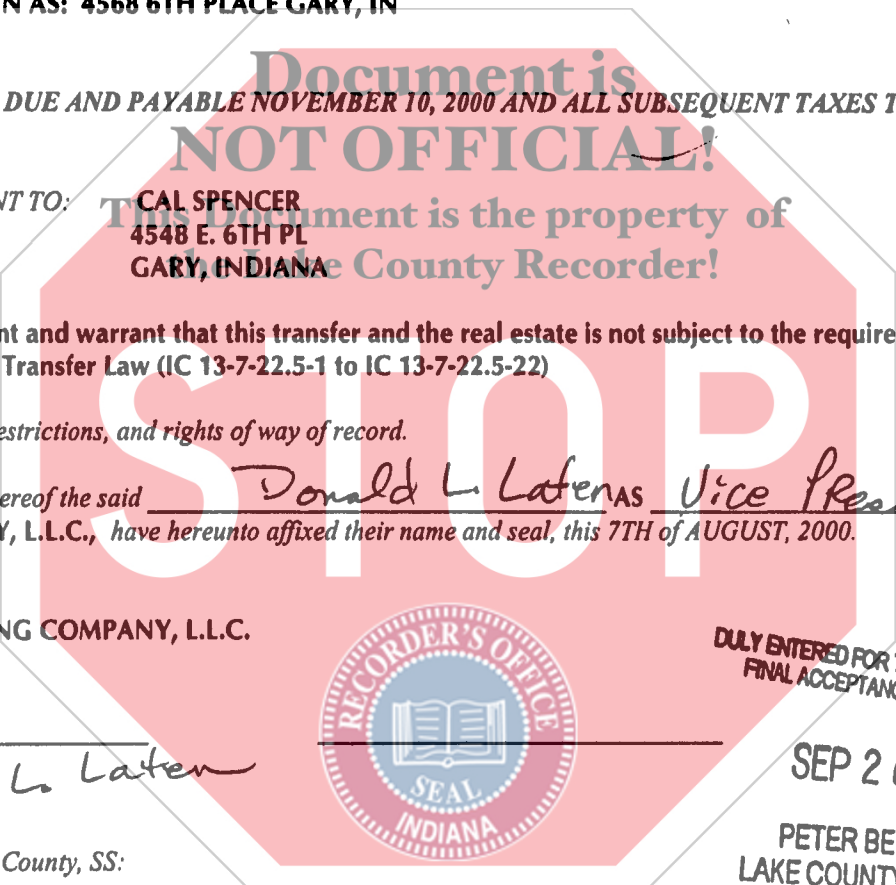 N AS: 4568 6TH PLACE GARY, IN
Document is
DUE AND PAYABLE NOVEMBER 10, 2000 AND ALL SUBSEQUENT TAXES T
NOT OFFICIAL!
NT TO: CAL SPENCER
This Document is the property of
4548 E. 6TH PL
GARY, INDIANA
the Lake County Recorder!
nt and warrant that this transfer and the real estate is not subject to the require
Transfer Law (IC 13-7-22.5-1 to IC 13-7-22.5-22)
STOP
estrictions, and rights of way of record.
ereof the said Donald L. Laten AS Vice Pres
Y, L.L.C., have hereunto affixed their name and seal, this 7TH of AUGUST, 2000.
NG COMPANY, L.L.C.
DULY ENTERED FOR
FINAL ACCEPTANC
RECORDER'S OFFICE
SEAL
INDIANA
L. Laten
SEP 2
PETER BE
LAKE COUNTY
County, SS: